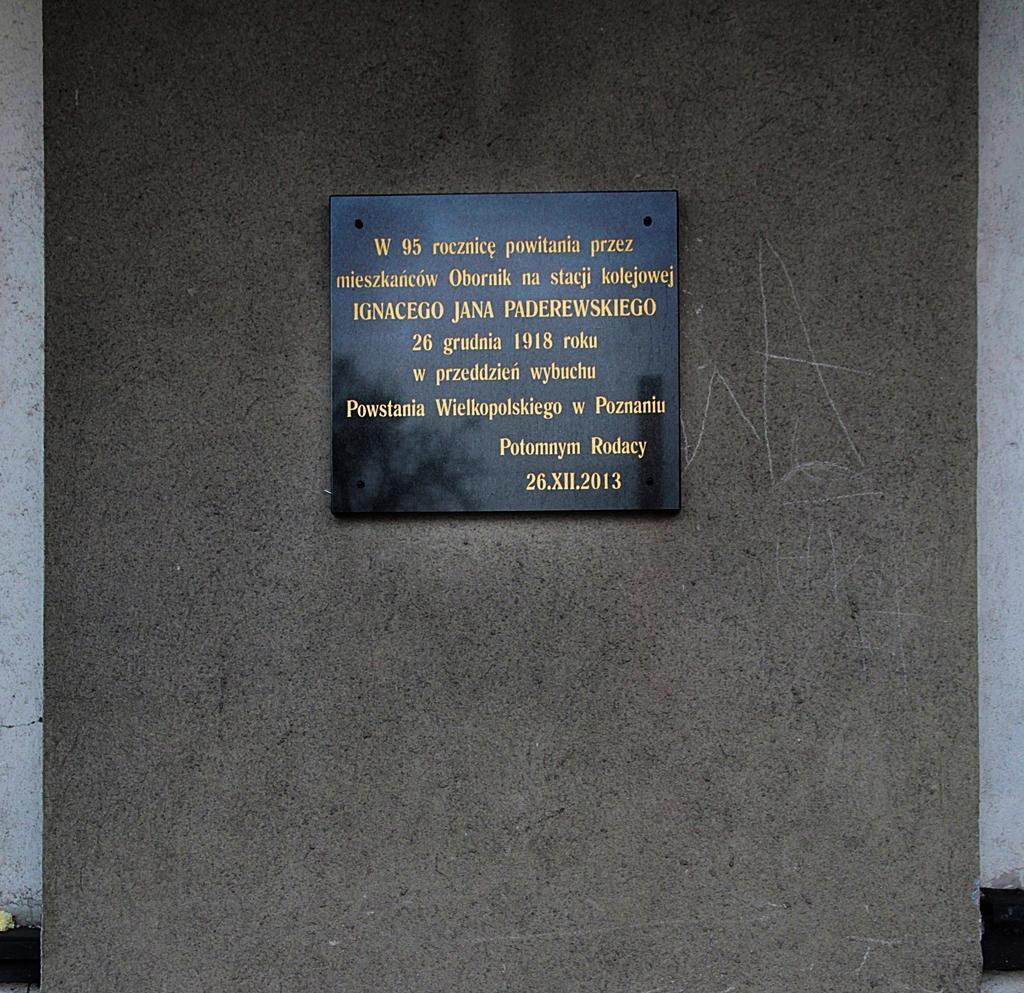 W 95 rocznicę powitania przez
mieszkańców Obornik na stacji kolejowej
IGNACEGO JANA PADEREWSKIEGO
26 grudnia 1918 roku
w przeddzień wybuchu
Powstania Wielkopolskiego w Poznaniu
Potomnym Rodacy
26.XII.2013